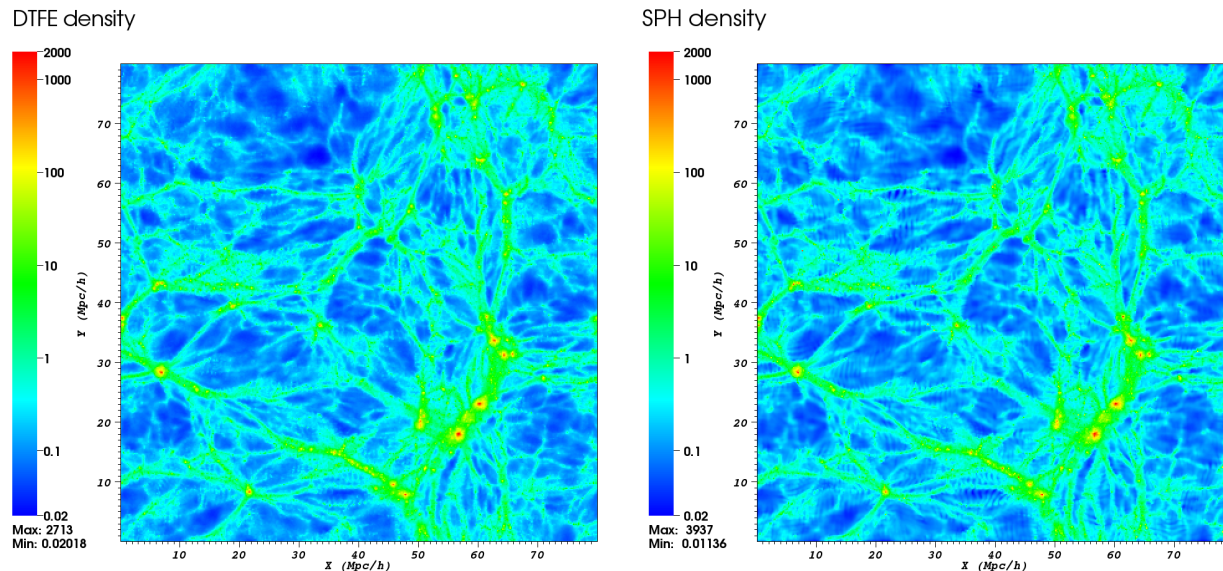 DTFE density
2000
1000
100
10
1
0.1
0.02
Max: 2713
Min: 0.02018
70
60
50
40
30
20
10
Y (Mpc/h)
10 20 30 40 50 60 70
X (Mpc/h)
SPH density
2000
1000
100
10
1
0.1
0.02
Max: 3937
Min: 0.01136
70
60
50
40
30
20
10
Y (Mpc/h)
10 20 30 40 50 60 70
X (Mpc/h)